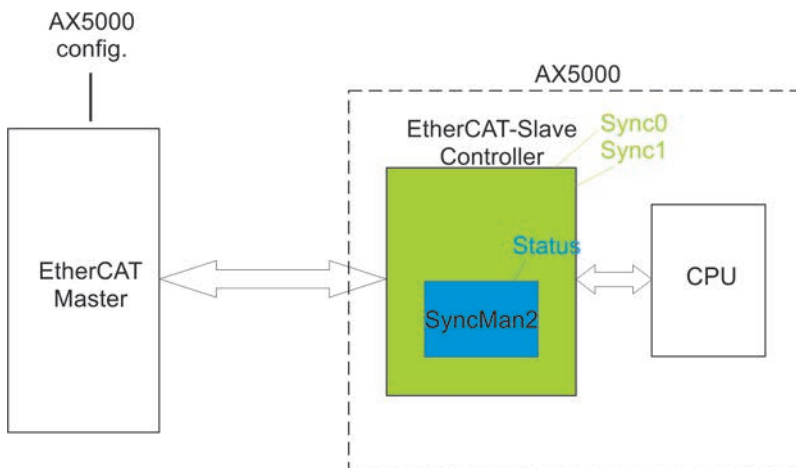 AX5000
config.
AX5000
EtherCAT-Slave
Controller
Sync0
Sync1
EtherCAT
Master
Status
SyncMan2
CPU